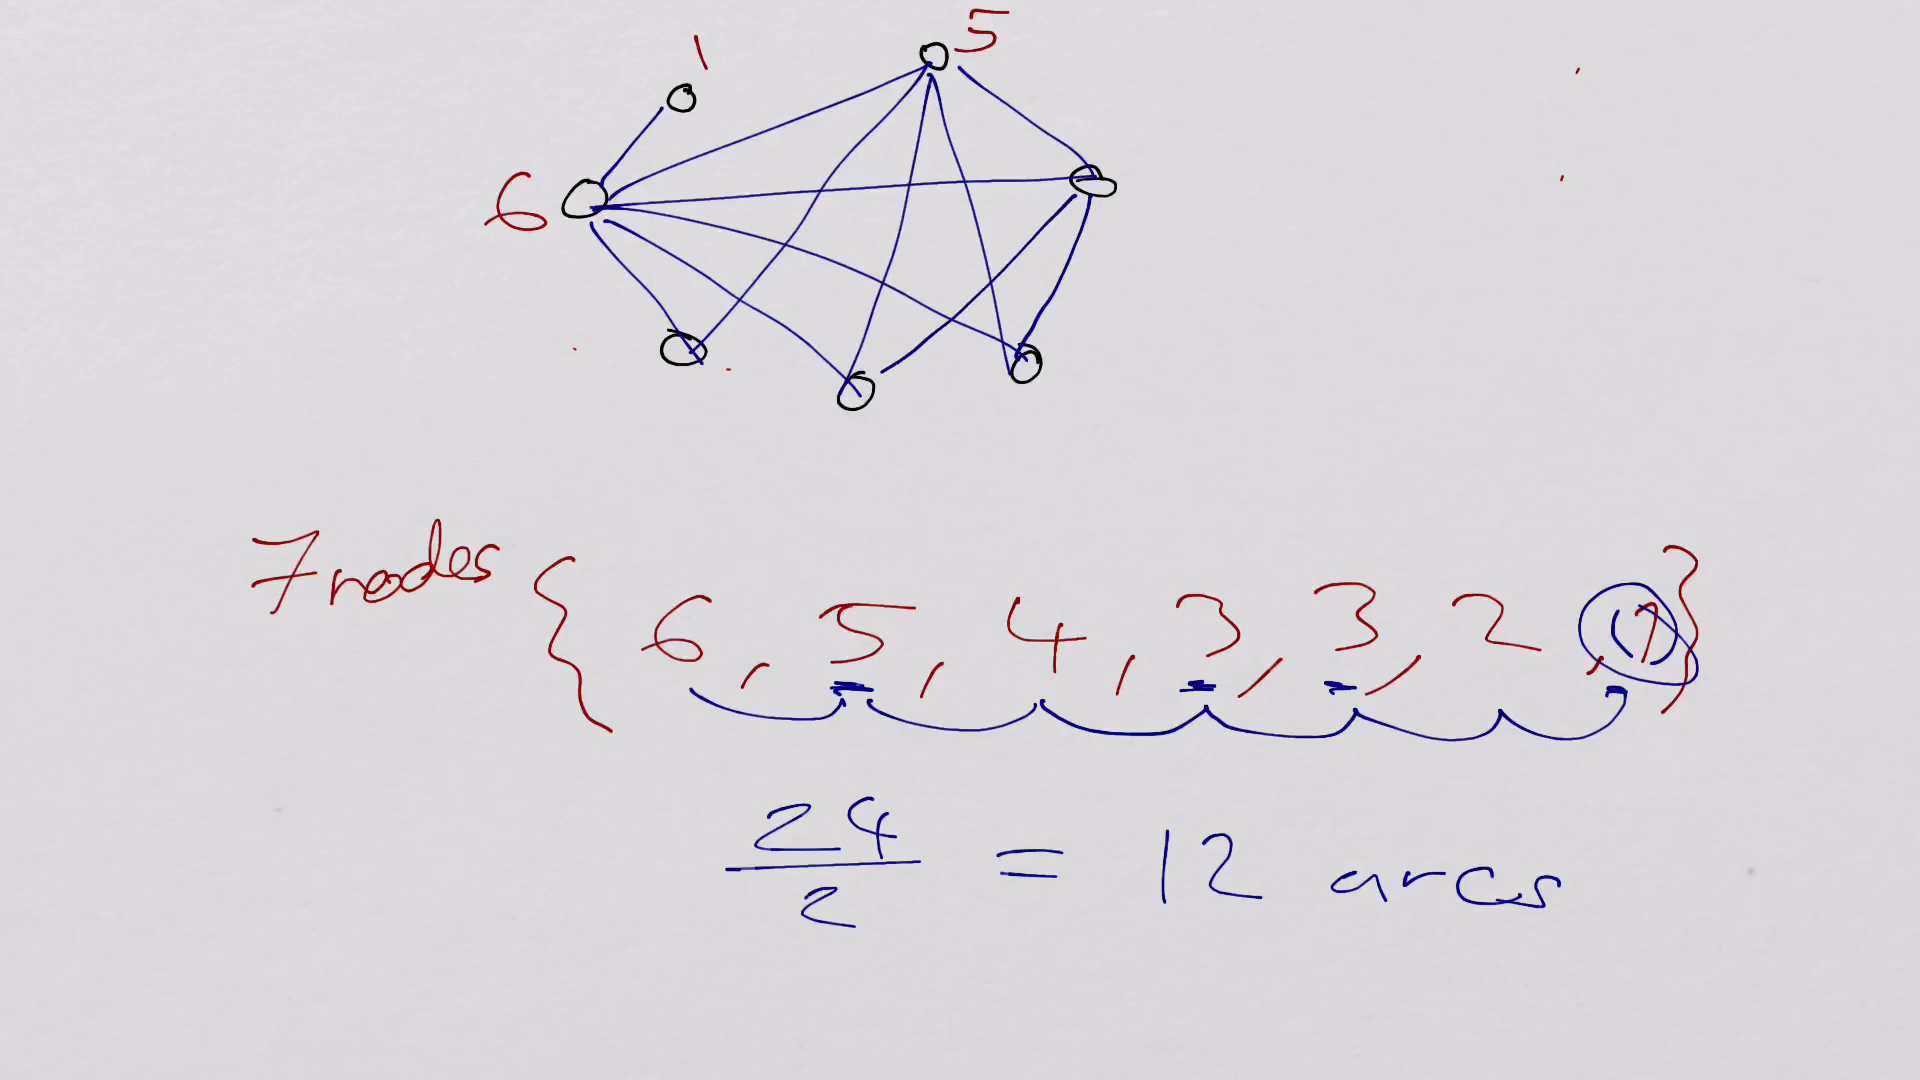 1
5
6
7 nodes { 6, 5, 4, 3, 3, 2, 1 }
24
2
= 12 arcs